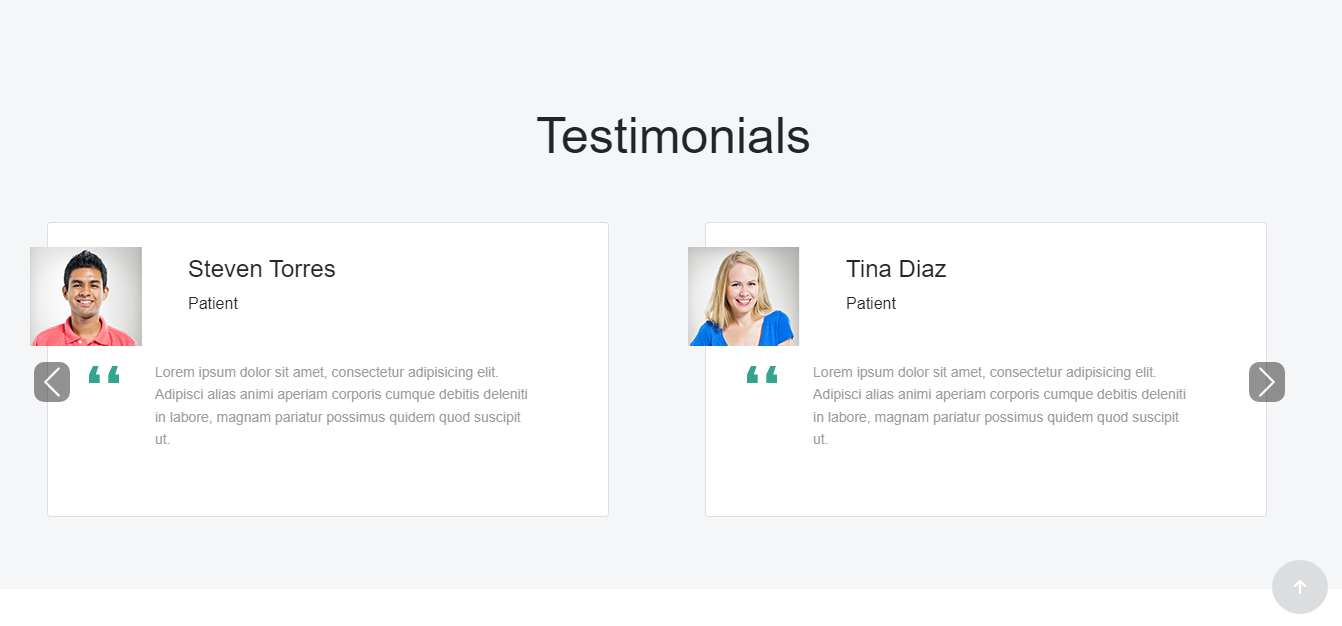 Testimonials
Steven Torres
Patient
Lorem ipsum dolor sit amet, consectetur adipisicing elit.
Adipisci alias animi aperiam corporis cumque debitis deleniti
in labore, magnam pariatur possimus quidem quod suscipit
ut.
Tina Diaz
Patient
Lorem ipsum dolor sit amet, consectetur adipisicing elit.
Adipisci alias animi aperiam corporis cumque debitis deleniti
in labore, magnam pariatur possimus quidem quod suscipit
ut.